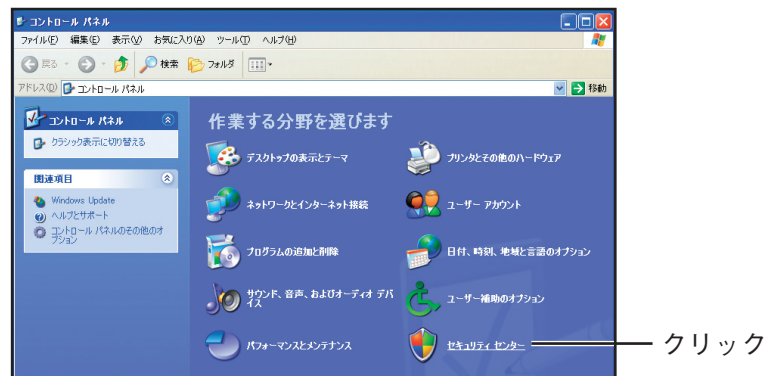 コントロール パネル
ファイル(F) 編集(E) 表示(V) お気に入り(A) ツール(T) ヘルプ(H)
戻る 検索 フォルダ
アドレス(D) コントロール パネル 移動
コントロール パネル
クラシック表示に切り替える
関連項目
Windows Update
ヘルプとサポート
コントロール パネルのその他のオ
プション
作業する分野を選びます
デスクトップの表示とテーマ
プリンタとその他のハードウェア
ネットワークとインターネット接続
ユーザー アカウント
プログラムの追加と削除
日付、時刻、地域と言語のオプション
サウンド、音声、およびオーディオ デバ
イス
ユーザー補助のオプション
パフォーマンスとメンテナンス
セキュリティ センター
クリック